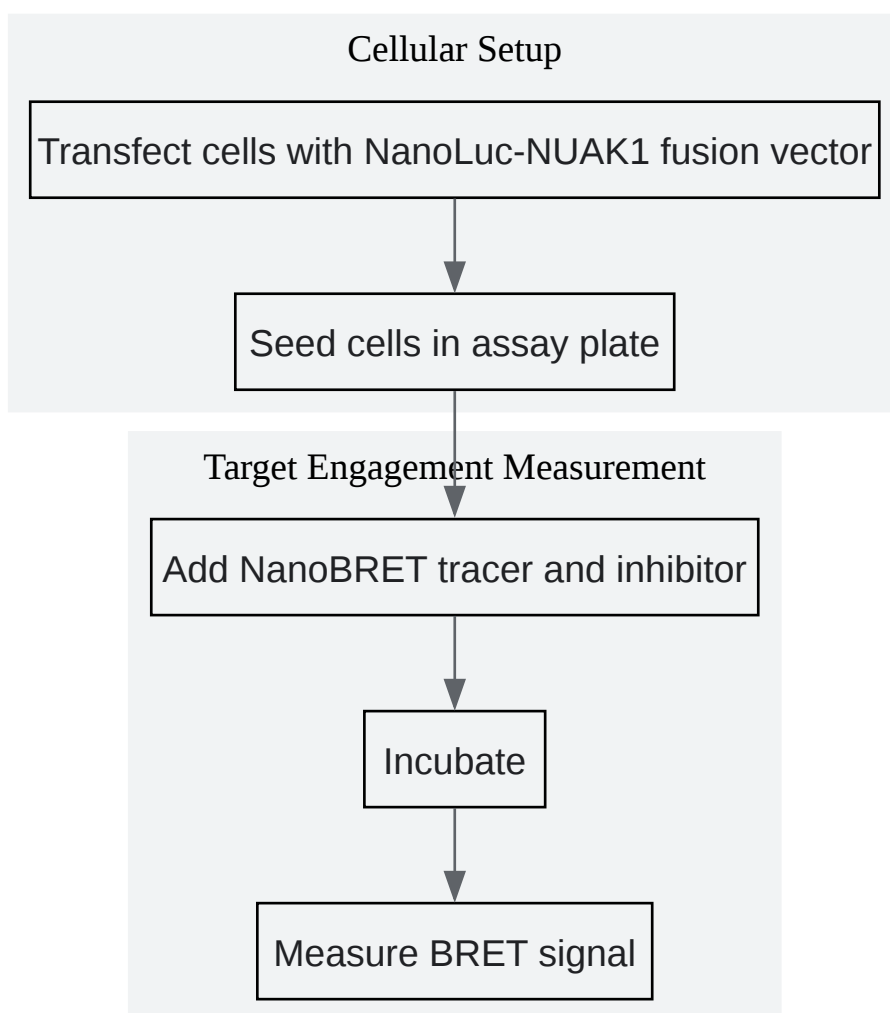 Cellular Setup
Transfect cells with NanoLuc-NUAK1 fusion vector
Seed cells in assay plate
Target Engagement Measurement
Add NanoBRET tracer and inhibitor
Incubate
Measure BRET signal